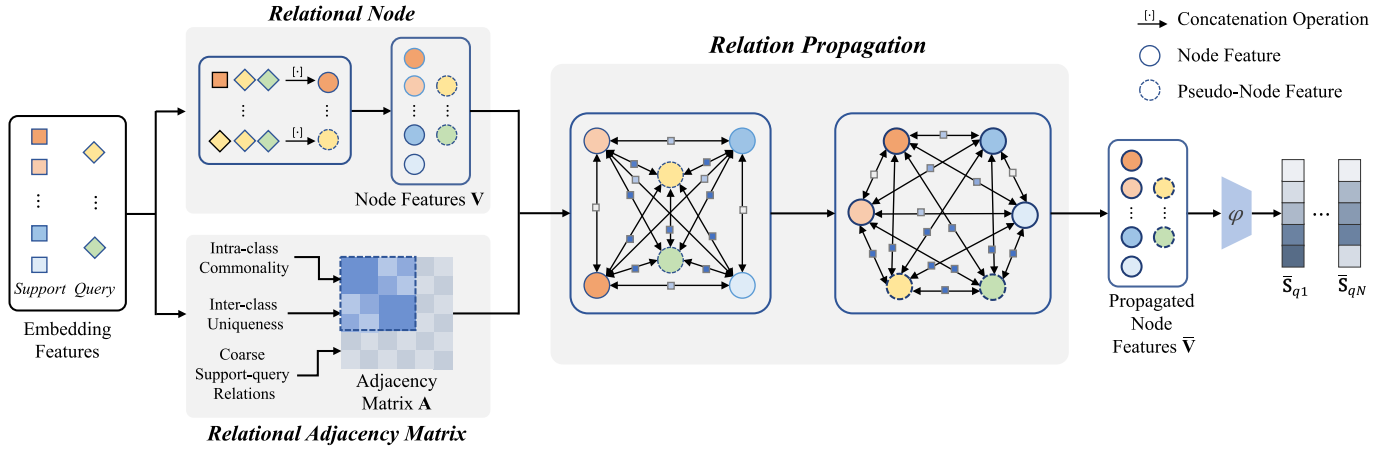 Relational Node
[·]
Concatenation Operation
Node Feature
Pseudo-Node Feature
Relation Propagation
[·]
...
...
[·]
...
...
Node Features V
...
...
Support Query
Embedding
Features
Intra-class
Commonality
Inter-class
Uniqueness
Coarse
Support-query
Relations
Adjacency
Matrix A
Relational Adjacency Matrix
...
Propagated
Node
Features V̅
φ
...
S̅q1
S̅qN